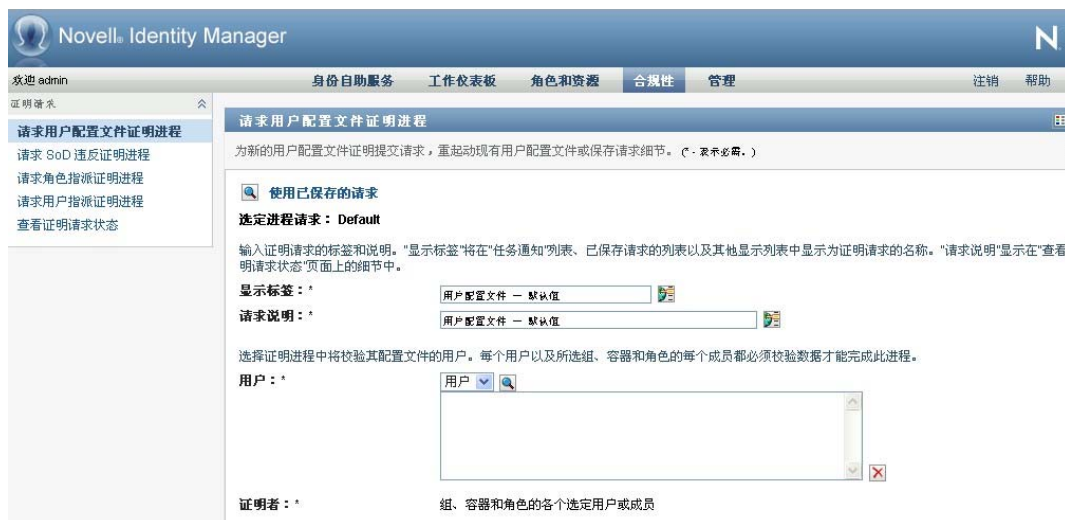 Novell® Identity Manager
N
欢迎 admin
身份自助服务 工作仪表板 角色和资源 合规性 管理 注销 帮助
证明请求
请求用户配置文件证明进程
请求 SoD 违反证明进程
请求角色指派证明进程
请求用户指派证明进程
查看证明请求状态
请求用户配置文件证明进程
为新的用户配置文件证明提交请求，重起动现有用户配置文件或保存请求细节。 (* - 表示必需。)
使用已保存的请求
选定进程请求： Default
输入证明请求的标签和说明。"显示标签"将在"任务通知"列表、已保存请求的列表以及其他显示列表中显示为证明请求的名称。"请求说明"显示在"查看
明请求状态"页面上的细节中。
显示标签：* 用户配置文件 — 默认值
请求说明：* 用户配置文件 — 默认值
选择证明进程中将校验其配置文件的用户。每个用户以及所选组、容器和角色的每个成员都必须校验数据才能完成此进程。
用户：* 用户
证明者：* 组、容器和角色的各个选定用户或成员